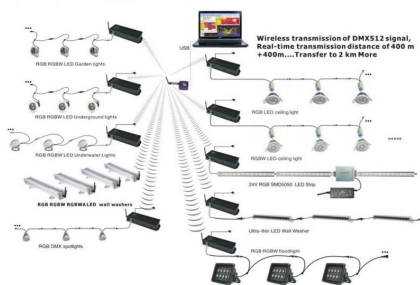 Wireless transmission of DMX512 signal,
Real-time transmission distance of 400 m
+400m....Transfer to 2 km More
USB
RGB RGBW LED Garden lights
RGB RGBW LED Underground lights
RGB RGBW LED Underwater Lights
RGB RGBW RGBWA LED wall washers
RGB DMX spotlights
RGB LED ceiling light
RGBW LED ceiling light
24V RGB SMD5050 LED Strip
Ultra-thin LED Wall Washer
RGB RGBW floodlight